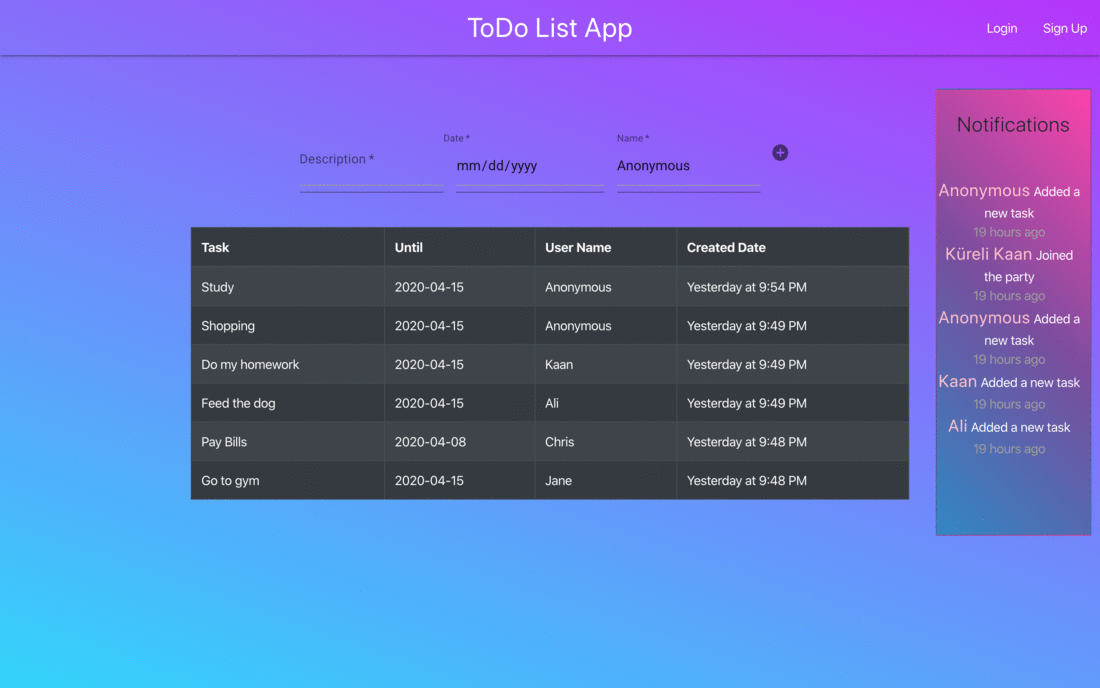 ToDo List App
Login Sign Up
Description *
Date *
mm/dd/yyyy
Name *
Anonymous
Task Until User Name Created Date
Study 2020-04-15 Anonymous Yesterday at 9:54 PM
Shopping 2020-04-15 Anonymous Yesterday at 9:49 PM
Do my homework 2020-04-15 Kaan Yesterday at 9:49 PM
Feed the dog 2020-04-15 Ali Yesterday at 9:49 PM
Pay Bills 2020-04-08 Chris Yesterday at 9:48 PM
Go to gym 2020-04-15 Jane Yesterday at 9:48 PM
Notifications
Anonymous Added a
new task
19 hours ago
Küreli Kaan Joined
the party
19 hours ago
Anonymous Added a
new task
19 hours ago
Kaan Added a new task
19 hours ago
Ali Added a new task
19 hours ago